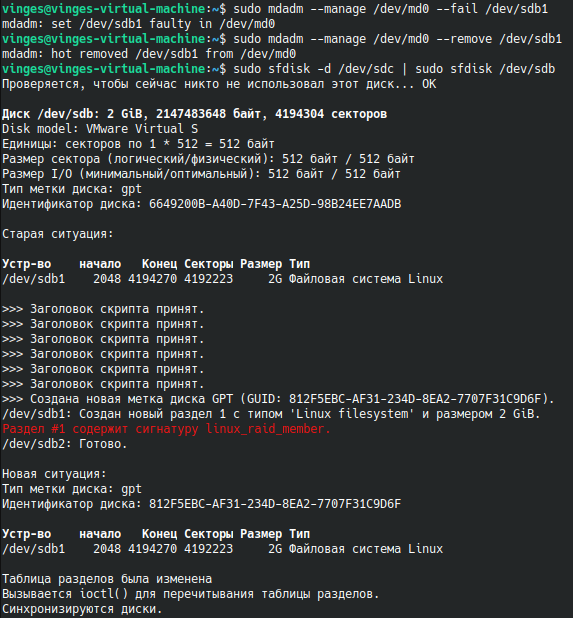 vinges@vinges-virtual-machine:~$ sudo mdadm --manage /dev/md0 --fail /dev/sdb1
mdadm: set /dev/sdb1 faulty in /dev/md0
vinges@vinges-virtual-machine:~$ sudo mdadm --manage /dev/md0 --remove /dev/sdb1
mdadm: hot removed /dev/sdb1 from /dev/md0
vinges@vinges-virtual-machine:~$ sudo sfdisk -d /dev/sdc | sudo sfdisk /dev/sdb
Проверяется, чтобы сейчас никто не использовал этот диск... OK
Диск /dev/sdb: 2 GiB, 2147483648 байт, 4194304 секторов
Disk model: VMware Virtual S
Единицы: секторов по 1 * 512 = 512 байт
Размер сектора (логический/физический): 512 байт / 512 байт
Размер I/O (минимальный/оптимальный): 512 байт / 512 байт
Тип метки диска: gpt
Идентификатор диска: 6649200B-A40D-7F43-A25D-98B24EE7AADB
Старая ситуация:
Устр-во начало Конец Секторы Размер Тип
/dev/sdb1 2048 4194270 4192223 2G Файловая система Linux
>>> Заголовок скрипта принят.
>>> Заголовок скрипта принят.
>>> Заголовок скрипта принят.
>>> Заголовок скрипта принят.
>>> Заголовок скрипта принят.
>>> Заголовок скрипта принят.
>>> Создана новая метка диска GPT (GUID: 812F5EBC-AF31-234D-8EA2-7707F31C9D6F).
/dev/sdb1: Создан новый раздел 1 с типом 'Linux filesystem' и размером 2 GiB.
Раздел #1 содержит сигнатуру linux_raid_member.
/dev/sdb2: Готово.
Новая ситуация:
Тип метки диска: gpt
Идентификатор диска: 812F5EBC-AF31-234D-8EA2-7707F31C9D6F
Устр-во начало Конец Секторы Размер Тип
/dev/sdb1 2048 4194270 4192223 2G Файловая система Linux
Таблица разделов была изменена
Вызывается ioctl() для перечитывания таблицы разделов.
Синхронизируются диски.